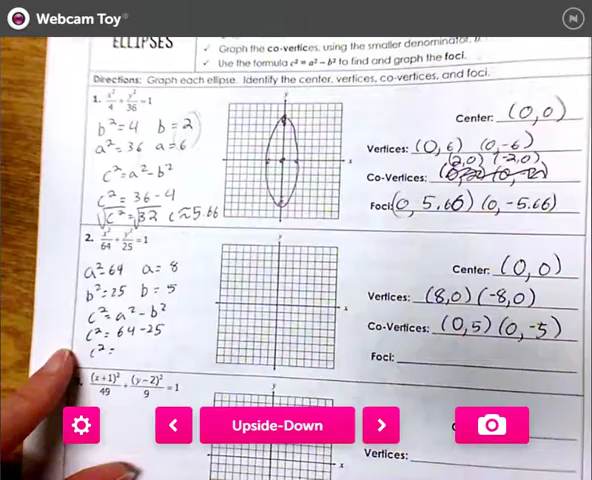 Webcam Toy™
ELLIPSES
✓ Graph the co-vertices, using the smaller denominator, b.
✓ Use the formula c² = a² – b² to find and graph the foci.
Directions: Graph each ellipse. Identify the center, vertices, co-vertices, and foci.
1. x²/4 + y²/36 = 1
b² = 4 b = 2
a² = 36 a = 6
c² = a² - b²
c² = 36 - 4
√c² = √32 c ≈ 5.66
y
x
Center: (0,0)
Vertices: (0,6) (0,-6)
(2,0) (-2,0)
Co-Vertices:
Foci: (0, 5.66) (0, -5.66)
2. x²/64 + y²/25 = 1
a² = 64 a = 8
b² = 25 b = 5
c² = a² - b²
c² = 64 - 25
c² =
y
x
Center: (0,0)
Vertices: (8,0) (-8,0)
Co-Vertices: (0,5) (0,-5)
Foci:
(x+1)²/49 + (y-2)²/9 = 1
y
x
Upside-Down
Vertices: